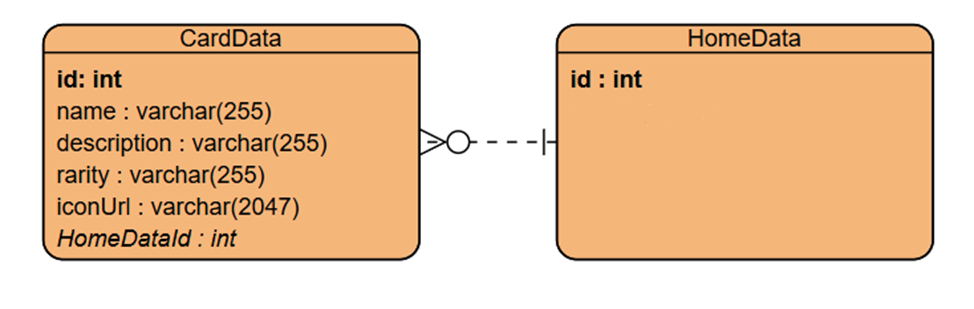 CardData
id: int
name : varchar(255)
description : varchar(255)
rarity : varchar(255)
iconUrl : varchar(2047)
HomeDataId : int
HomeData
id : int